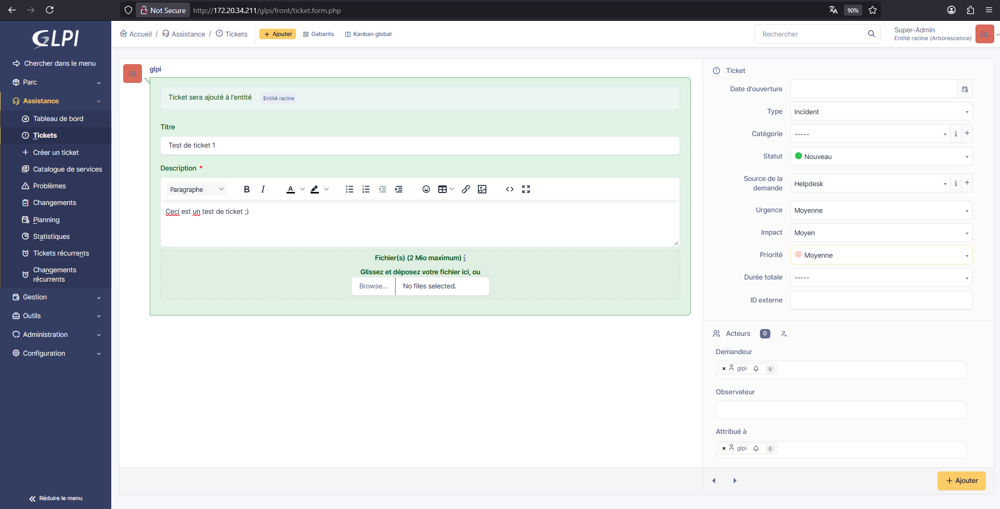 Not Secure http://172.20.34.211/glpi/front/ticket.form.php 90%
GLPI
Chercher dans le menu
Parc
Assistance
Tableau de bord
Tickets
Créer un ticket
Catalogue de services
Problèmes
Changements
Planning
Statistiques
Tickets récurrents
Changements
récurrents
Gestion
Outils
Administration
Configuration
Réduire le menu
Accueil / Assistance / Tickets + Ajouter Gabarits Kanban global
Rechercher
Super-Admin
Entité racine (Arborescence)
GL
GL
glpi
Ticket sera ajouté à l'entité Entité racine
Titre
Test de ticket 1
Description *
Paragraphe B I A
Ceci est un test de ticket ;)
Fichier(s) (2 Mio maximum) i
Glissez et déposez votre fichier ici, ou
Browse... No files selected.
Ticket
Date d'ouverture
Type Incident
Catégorie ----- i +
Statut Nouveau
Source de la
demande Helpdesk i +
Urgence Moyenne
Impact Moyen
Priorité Moyenne
Durée totale -----
ID externe
Acteurs 0
Demandeur
× glpi 0
Observateur
Attribué à
× glpi 0
+ Ajouter